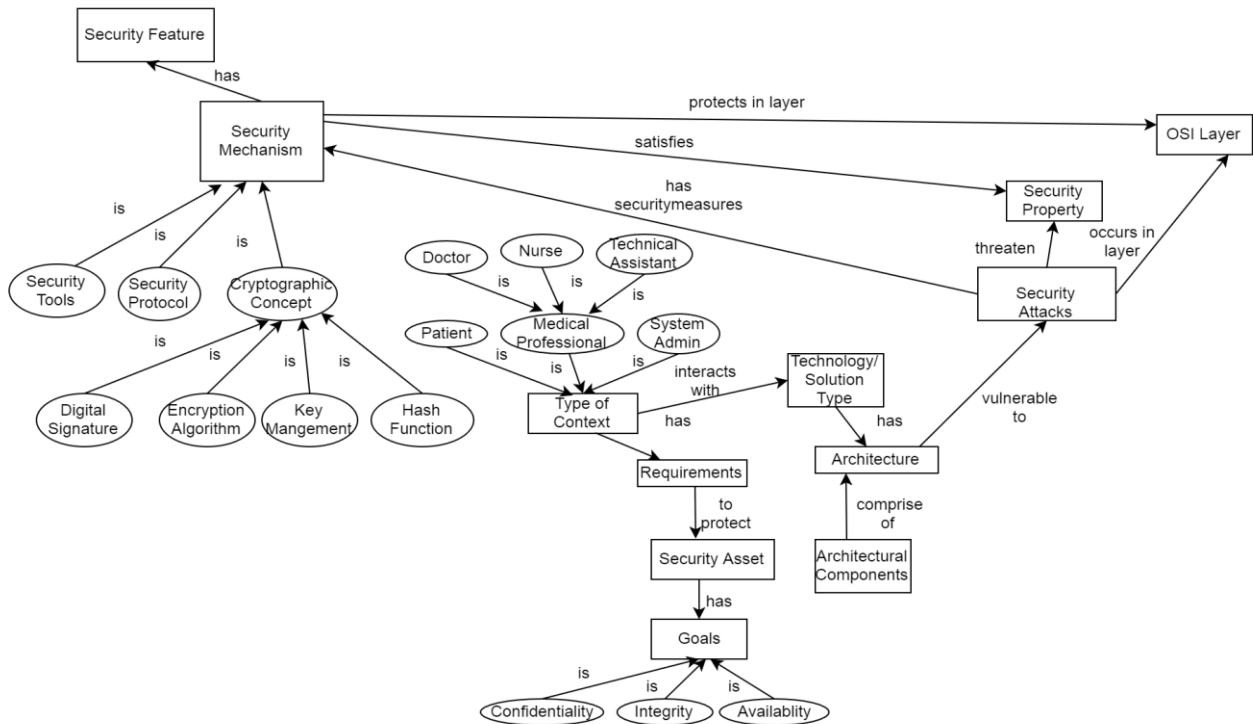 Security Feature
has
Security
Mechanism
protects in layer
OSI Layer
satisfies
has
securitymeasures
Security
Property
threaten
occurs in
layer
Security
Attacks
is
is
is
Security
Tools
Security
Protocol
Cryptographic
Concept
is
is
is
is
Digital
Signature
Encryption
Algorithm
Key
Mangement
Hash
Function
Doctor
Nurse
Technical
Assistant
is
is
is
Patient
Medical
Professional
System
Admin
is
is
is
Type of
Context
interacts
with
has
Technology/
Solution
Type
has
vulnerable
to
Architecture
comprise
of
Architectural
Components
Requirements
to
protect
Security Asset
has
Goals
is
is
is
Confidentiality
Integrity
Availablity